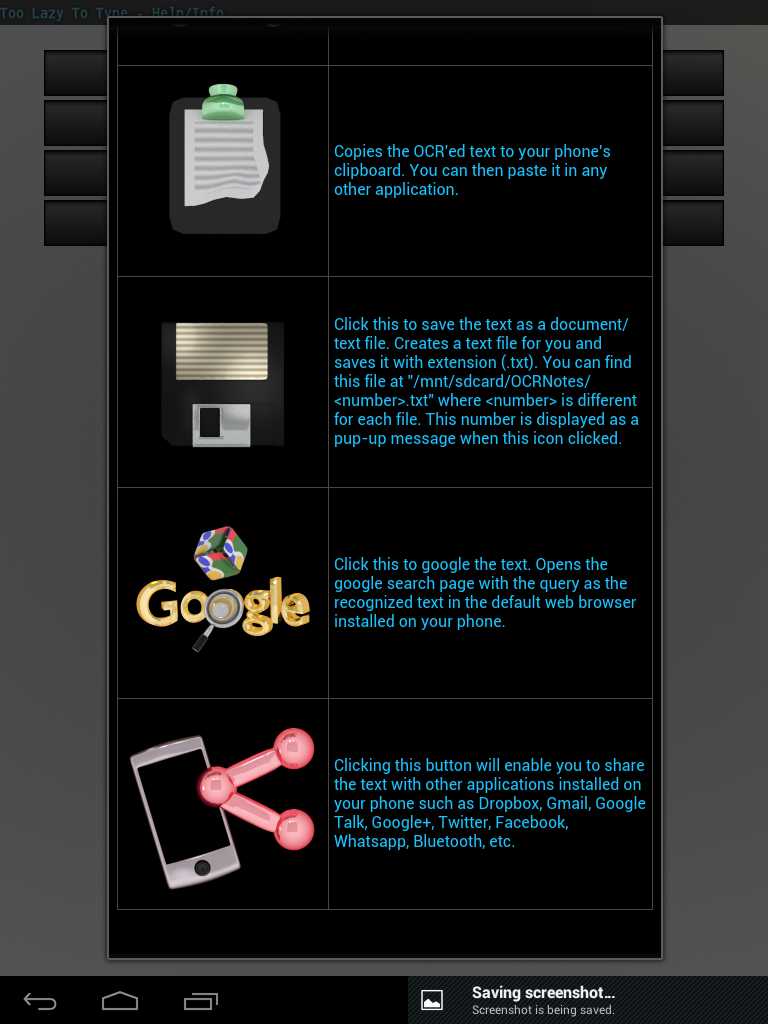 Too Lazy To Type - Help/Info
Copies the OCR'ed text to your phone's
clipboard. You can then paste it in any
other application.
Click this to save the text as a document/
text file. Creates a text file for you and
saves it with extension (.txt). You can find
this file at "/mnt/sdcard/OCRNotes/
<number>.txt" where <number> is different
for each file. This number is displayed as a
pup-up message when this icon clicked.
Google
Click this to google the text. Opens the
google search page with the query as the
recognized text in the default web browser
installed on your phone.
Clicking this button will enable you to share
the text with other applications installed on
your phone such as Dropbox, Gmail, Google
Talk, Google+, Twitter, Facebook,
Whatsapp, Bluetooth, etc.
Saving screenshot...
Screenshot is being saved.